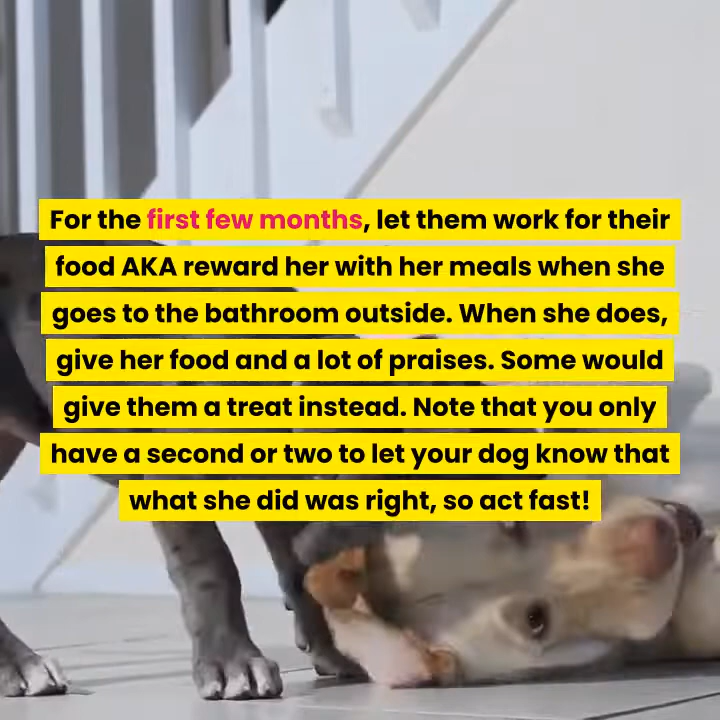 For the first few months, let them work for their
food AKA reward her with her meals when she
goes to the bathroom outside. When she does,
give her food and a lot of praises. Some would
give them a treat instead. Note that you only
have a second or two to let your dog know that
what she did was right, so act fast!